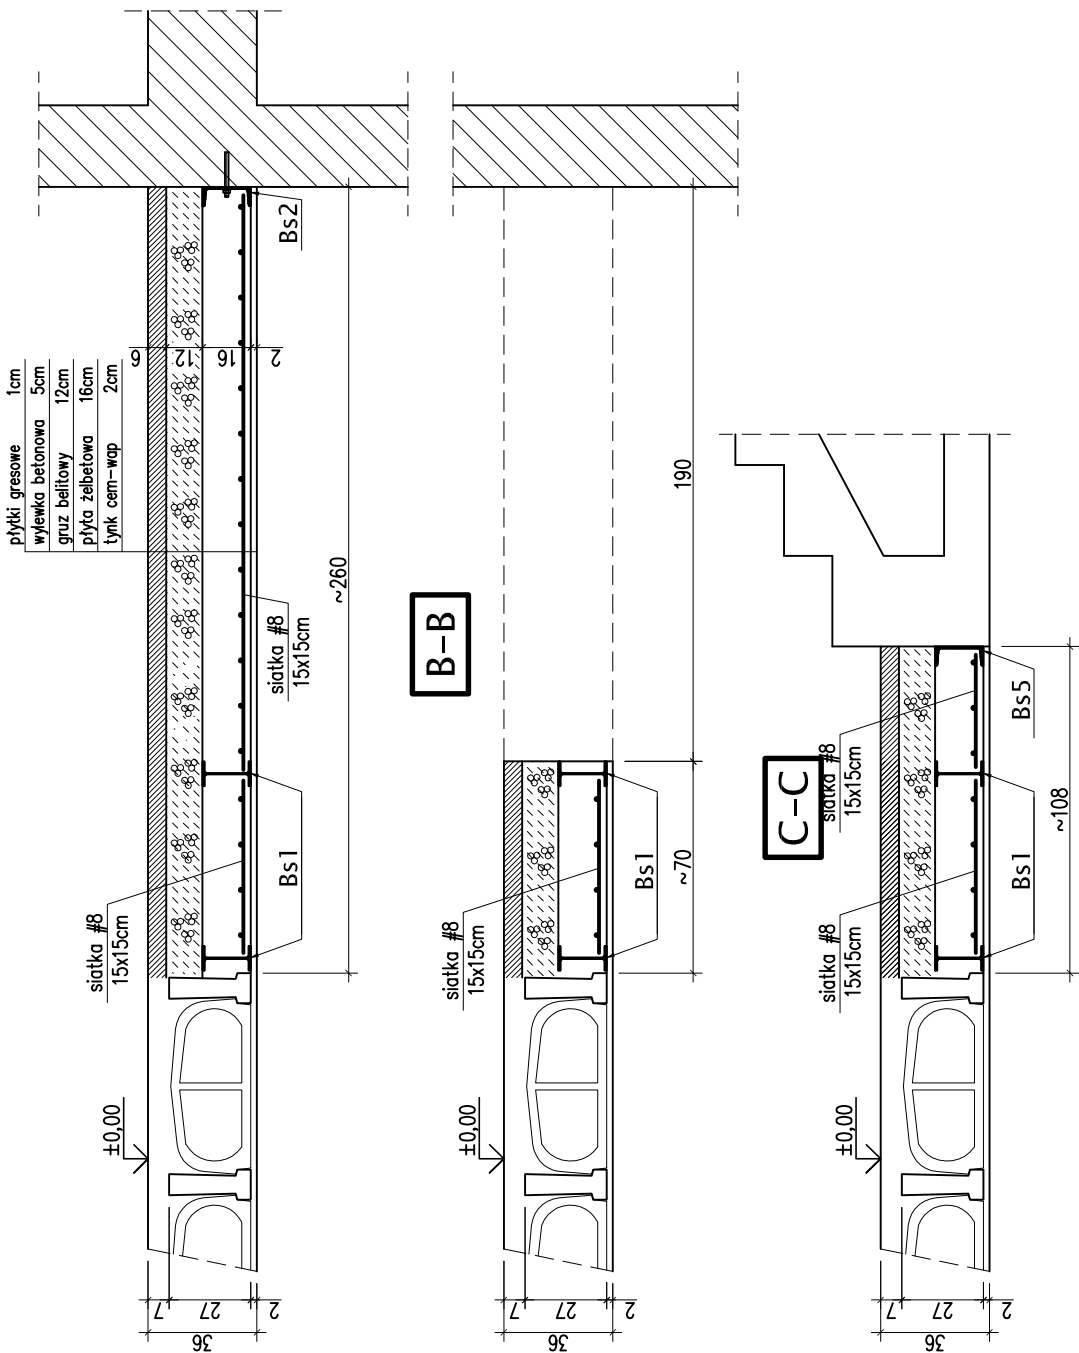 płytki gresowe 1cm
wylewka betonowa 5cm
gruz belitowy 12cm
płyta żelbetowa 16cm
tynk cem-wap 2cm
6
12
16
2
Bs2
siatka #8
15x15cm
~260
siatka #8
15x15cm
Bs1
±0,00
7
27
2
36
B-B
190
siatka #8
15x15cm
Bs1
~70
±0,00
7
27
2
36
C-C
siatka #8
15x15cm
Bs5
siatka #8
15x15cm
Bs1
~108
±0,00
7
27
2
36